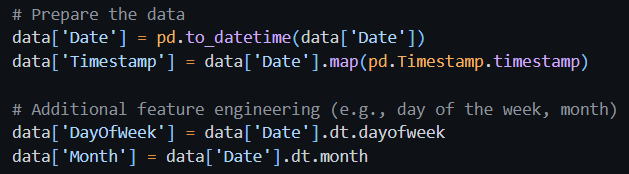 # Prepare the data
data['Date'] = pd.to_datetime(data['Date'])
data['Timestamp'] = data['Date'].map(pd.Timestamp.timestamp)
# Additional feature engineering (e.g., day of the week, month)
data['DayOfWeek'] = data['Date'].dt.dayofweek
data['Month'] = data['Date'].dt.month